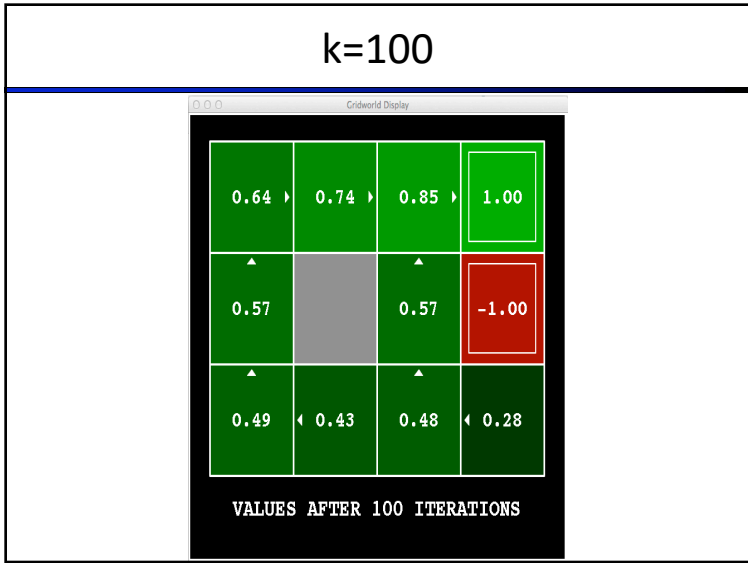 k=100
Gridworld Display
0.64 0.74 0.85 1.00
0.57 0.57 -1.00
0.49 0.43 0.48 0.28
VALUES AFTER 100 ITERATIONS